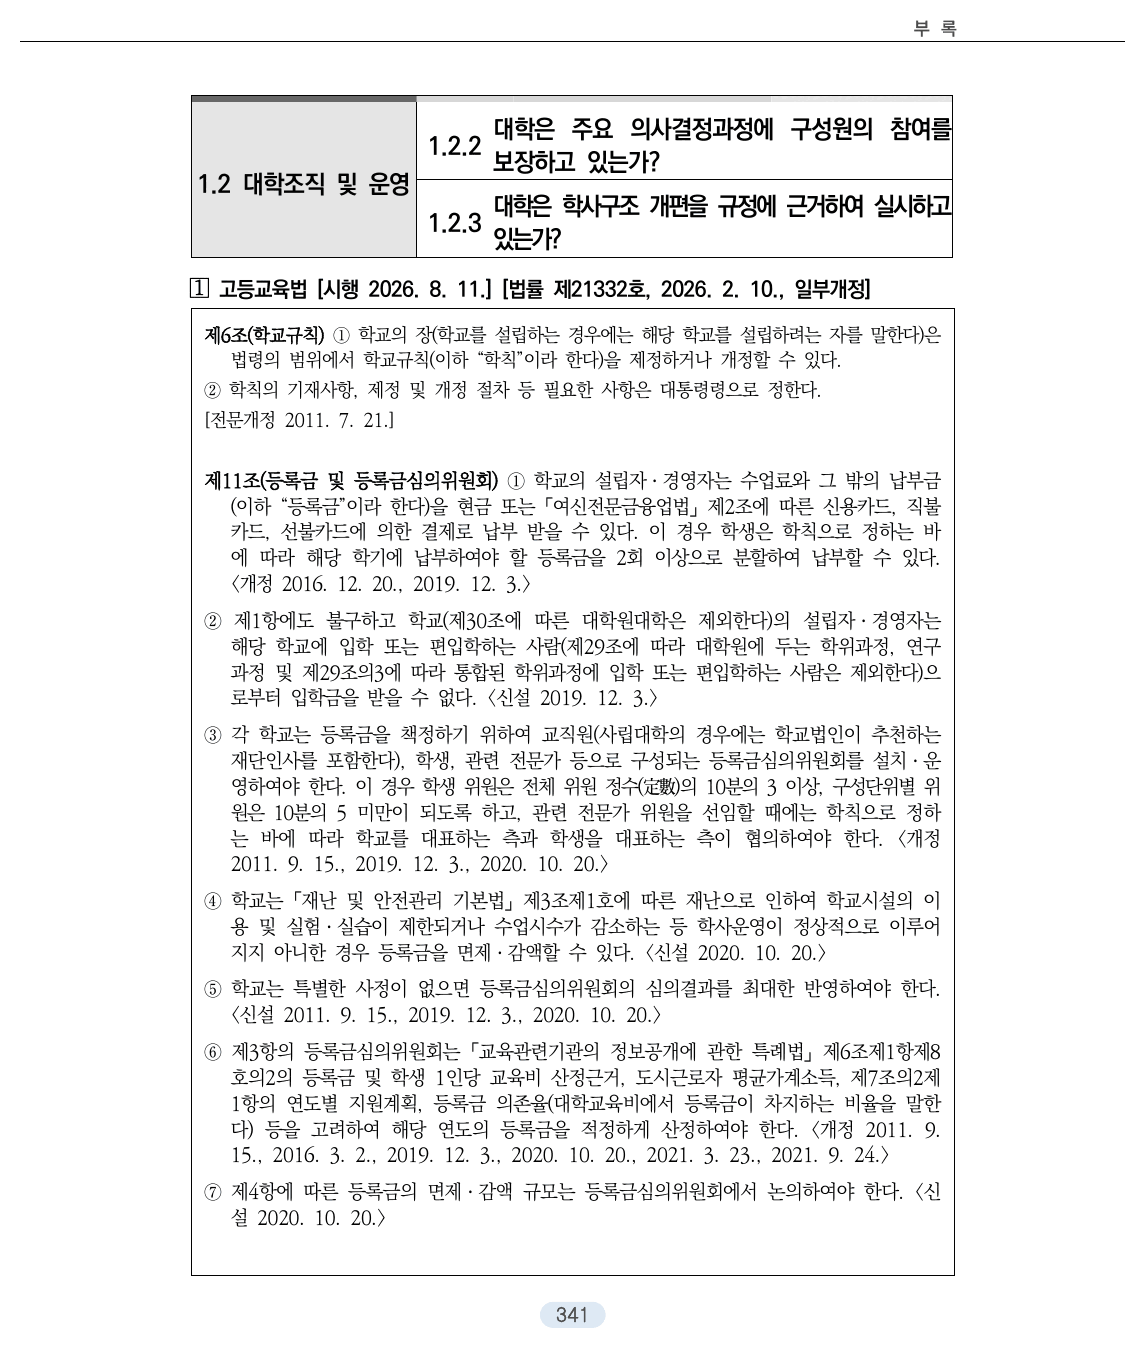 부 록
1.2 대학조직 및 운영
1.2.2 대학은 주요 의사결정과정에 구성원의 참여를
보장하고 있는가?
1.2.3 대학은 학사구조 개편을 규정에 근거하여 실시하고
있는가?
1 고등교육법 [시행 2026. 8. 11.] [법률 제21332호, 2026. 2. 10., 일부개정]
제6조(학교규칙) ① 학교의 장(학교를 설립하는 경우에는 해당 학교를 설립하려는 자를 말한다)은
법령의 범위에서 학교규칙(이하 “학칙”이라 한다)을 제정하거나 개정할 수 있다.
② 학칙의 기재사항, 제정 및 개정 절차 등 필요한 사항은 대통령령으로 정한다.
[전문개정 2011. 7. 21.]
제11조(등록금 및 등록금심의위원회) ① 학교의 설립자·경영자는 수업료와 그 밖의 납부금
(이하 “등록금”이라 한다)을 현금 또는「여신전문금융업법」제2조에 따른 신용카드, 직불
카드, 선불카드에 의한 결제로 납부 받을 수 있다. 이 경우 학생은 학칙으로 정하는 바
에 따라 해당 학기에 납부하여야 할 등록금을 2회 이상으로 분할하여 납부할 수 있다.
〈개정 2016. 12. 20., 2019. 12. 3.〉
② 제1항에도 불구하고 학교(제30조에 따른 대학원대학은 제외한다)의 설립자·경영자는
해당 학교에 입학 또는 편입학하는 사람(제29조에 따라 대학원에 두는 학위과정, 연구
과정 및 제29조의3에 따라 통합된 학위과정에 입학 또는 편입학하는 사람은 제외한다)으
로부터 입학금을 받을 수 없다. 〈신설 2019. 12. 3.〉
③ 각 학교는 등록금을 책정하기 위하여 교직원(사립대학의 경우에는 학교법인이 추천하는
재단인사를 포함한다), 학생, 관련 전문가 등으로 구성되는 등록금심의위원회를 설치·운
영하여야 한다. 이 경우 학생 위원은 전체 위원 정수(定數)의 10분의 3 이상, 구성단위별 위
원은 10분의 5 미만이 되도록 하고, 관련 전문가 위원을 선임할 때에는 학칙으로 정하
는 바에 따라 학교를 대표하는 측과 학생을 대표하는 측이 협의하여야 한다. 〈개정
2011. 9. 15., 2019. 12. 3., 2020. 10. 20.〉
④ 학교는「재난 및 안전관리 기본법」제3조제1호에 따른 재난으로 인하여 학교시설의 이
용 및 실험·실습이 제한되거나 수업시수가 감소하는 등 학사운영이 정상적으로 이루어
지지 아니한 경우 등록금을 면제·감액할 수 있다. 〈신설 2020. 10. 20.〉
⑤ 학교는 특별한 사정이 없으면 등록금심의위원회의 심의결과를 최대한 반영하여야 한다.
〈신설 2011. 9. 15., 2019. 12. 3., 2020. 10. 20.〉
⑥ 제3항의 등록금심의위원회는「교육관련기관의 정보공개에 관한 특례법」제6조제1항제8
호의2의 등록금 및 학생 1인당 교육비 산정근거, 도시근로자 평균가계소득, 제7조의2제
1항의 연도별 지원계획, 등록금 의존율(대학교육비에서 등록금이 차지하는 비율을 말한
다) 등을 고려하여 해당 연도의 등록금을 적정하게 산정하여야 한다. 〈개정 2011. 9.
15., 2016. 3. 2., 2019. 12. 3., 2020. 10. 20., 2021. 3. 23., 2021. 9. 24.〉
⑦ 제4항에 따른 등록금의 면제·감액 규모는 등록금심의위원회에서 논의하여야 한다. 〈신
설 2020. 10. 20.〉
341